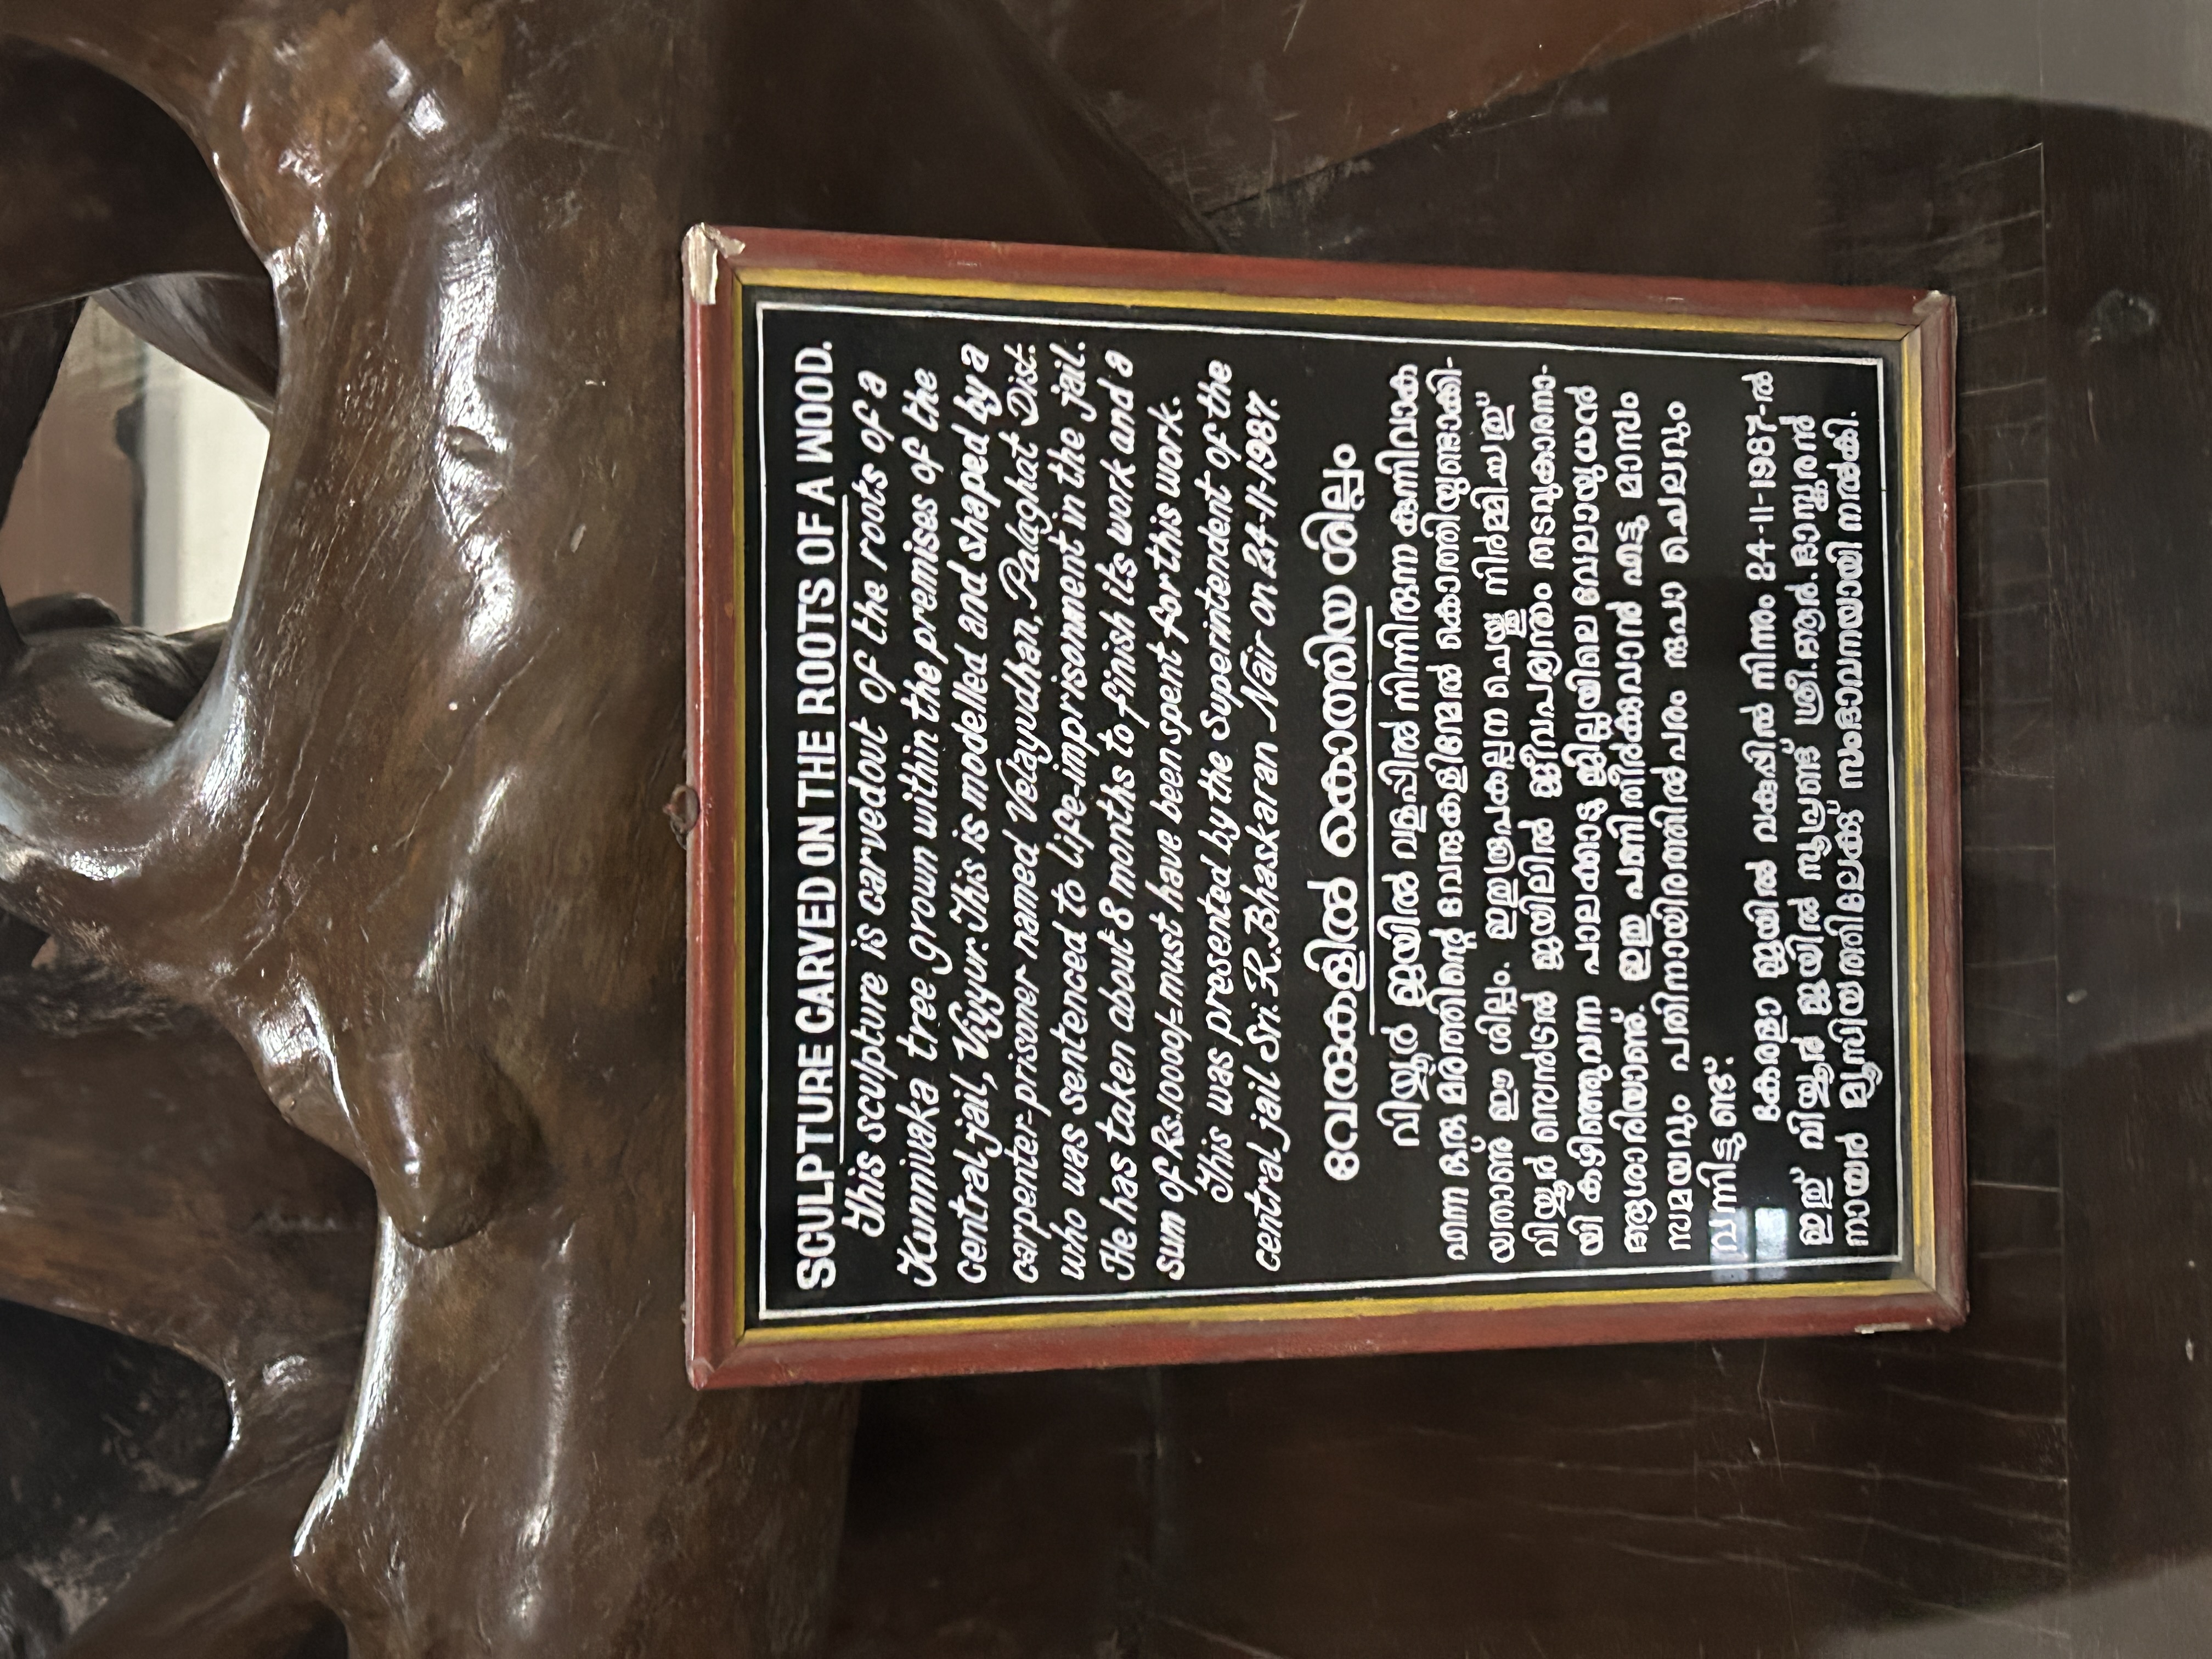 SCULPTURE CARVED ON THE ROOTS OF A WOOD.
This sculpture is carvedout of the roots of a
Kunnivaka tree grown within the premises of the
central jail, Viyyur. This is modelled and shaped by a
carpenter-prisoner named Velayudhan, Palaghat Dist.
who was sentenced to life-imprisonment in the jail.
He has taken about 8 months to finish its work and a
sum of Rs.10000/= must have been spent for this work.
This was presented by the Superintendent of the
central jail Sri. R. Bhaskaran Nair on 24-11-1987.
വേരുകളിൽ കൊത്തിയ ശില്പം
വിയ്യൂർ ജയിൽ വളപ്പിൽ നിന്നിരുന്ന കുന്നിവാക
എന്ന ഒരു മരത്തിന്റെ വേരുകളിന്മേൽ കൊത്തിയുണ്ടാക്കി-
യതാണു് ഈ ശില്പം. ഇതു രൂപകല്പന ചെയ്തു നിർമ്മിച്ചതു്
വിയ്യൂർ സെൻട്രൽ ജയിലിൽ ജീവപര്യന്തം തടവുകാരനാ-
യി കഴിഞ്ഞുവന്ന പാലക്കാടു ജില്ലയിലെ വേലായുധൻ
ആശാരിയാണു്. ഇതു പണി തീർക്കുവാൻ എട്ടു മാസം
സമയവും പതിനായിരത്തിൽപരം രൂപാ ചെലവും
വന്നിട്ടുണ്ട്.
കേരളാ ജയിൽ വകുപ്പിൽ നിന്നും 24-11-1987-ൽ
ഇതു് വിയ്യൂർ ജയിൽ സൂപ്രണ്ട് ശ്രീ. ആർ. ഭാസ്കരൻ
നായർ മ്യൂസിയത്തിലേക്കു് സംഭാവനയായി നൽകി.